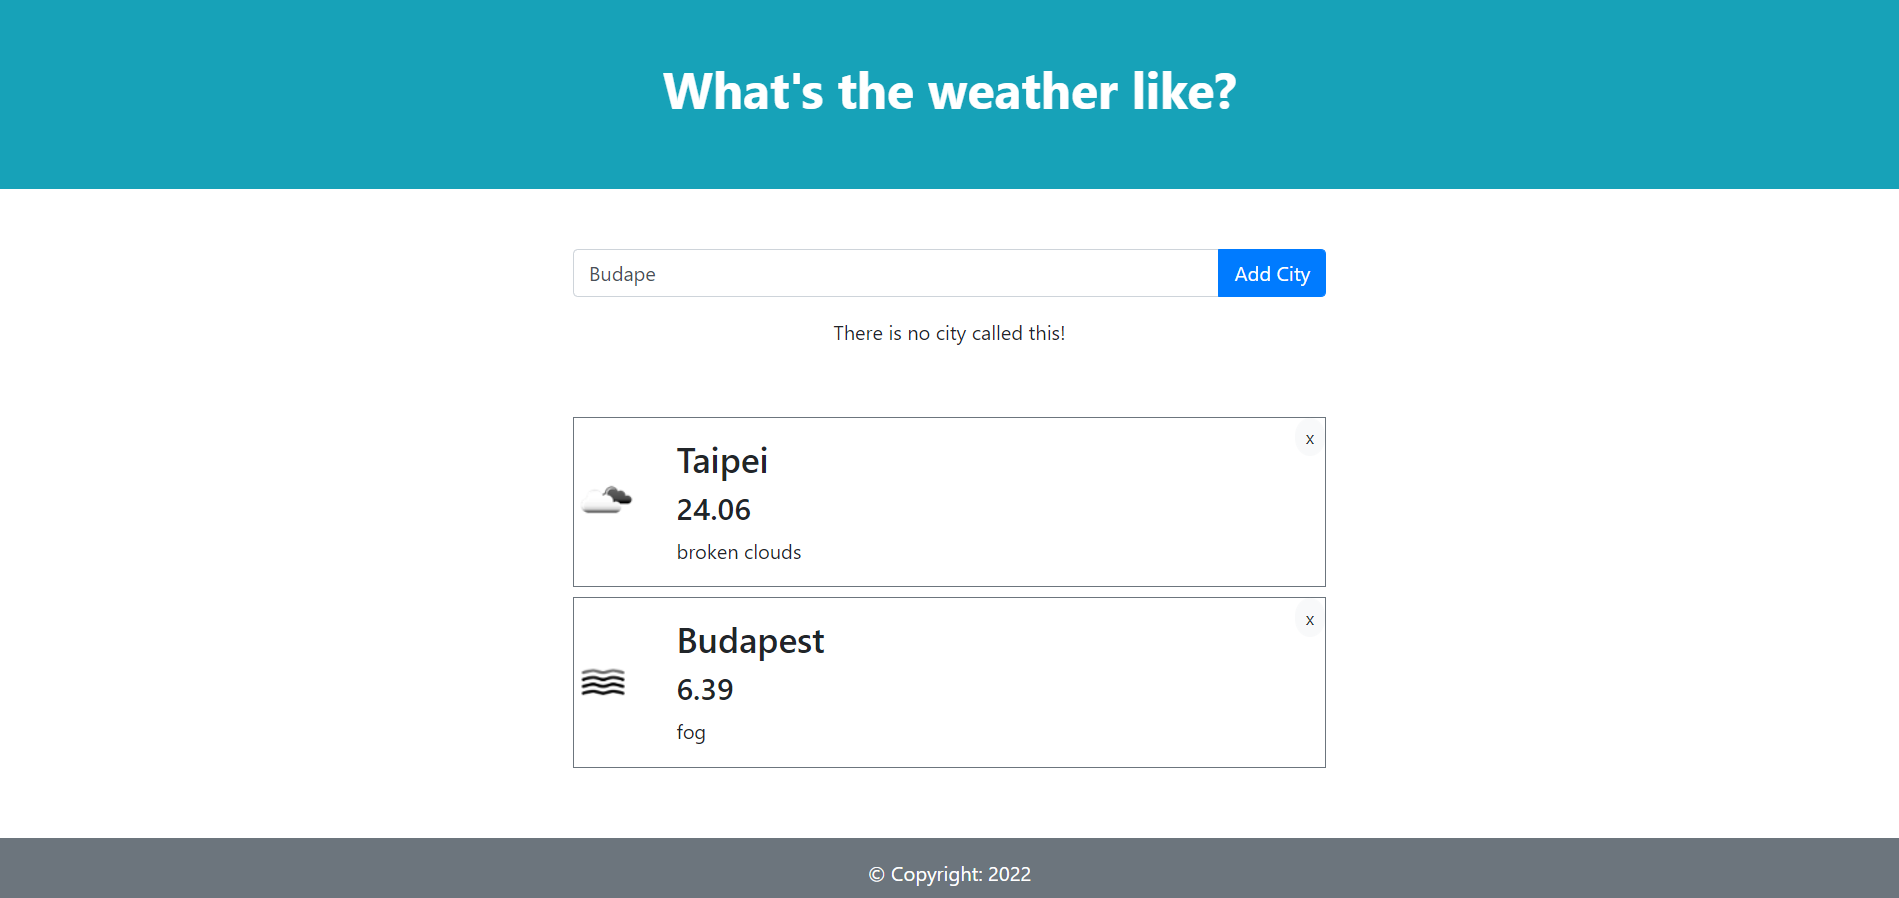 What's the weather like?
Budape
Add City
There is no city called this!
x
Taipei
24.06
broken clouds
x
Budapest
6.39
fog
© Copyright: 2022